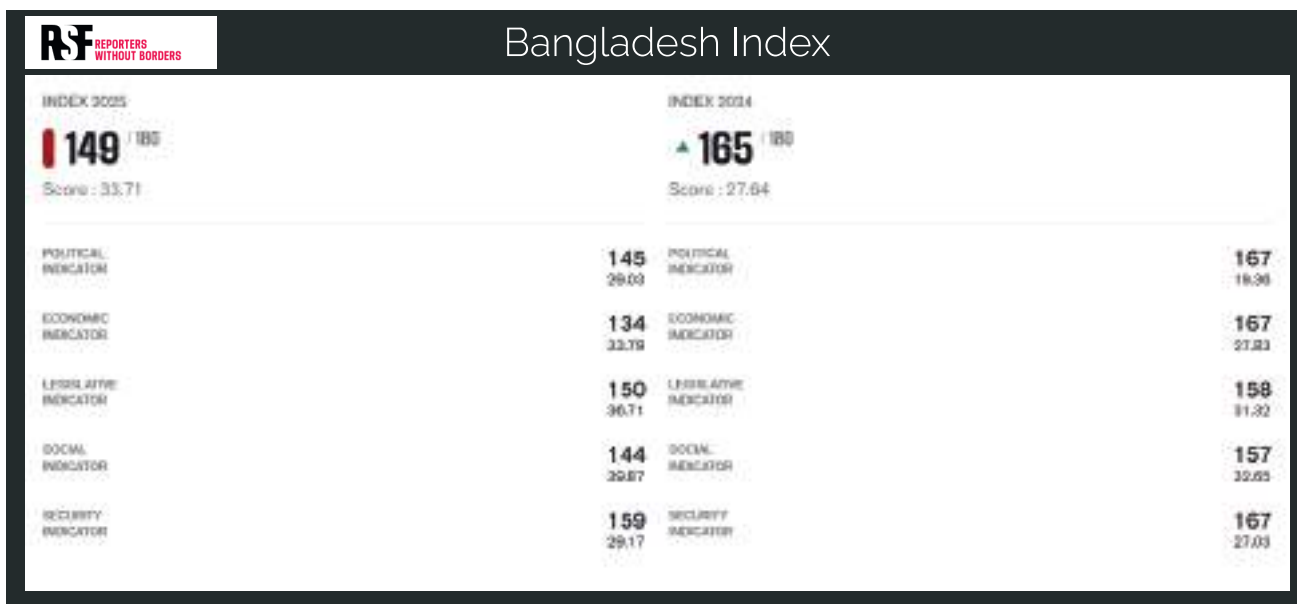 RSF REPORTERS
WITHOUT BORDERS
Bangladesh Index
INDEX 2025
149 / 180
Score : 33.71
POLITICAL
INDICATOR
145
29.03
ECONOMIC
INDICATOR
134
33.79
LEGISLATIVE
INDICATOR
150
36.71
SOCIAL
INDICATOR
144
39.87
SECURITY
INDICATOR
159
29.17
INDEX 2024
165 / 180
Score : 27.64
POLITICAL
INDICATOR
167
19.36
ECONOMIC
INDICATOR
167
27.83
LEGISLATIVE
INDICATOR
158
31.32
SOCIAL
INDICATOR
157
32.65
SECURITY
INDICATOR
167
27.03